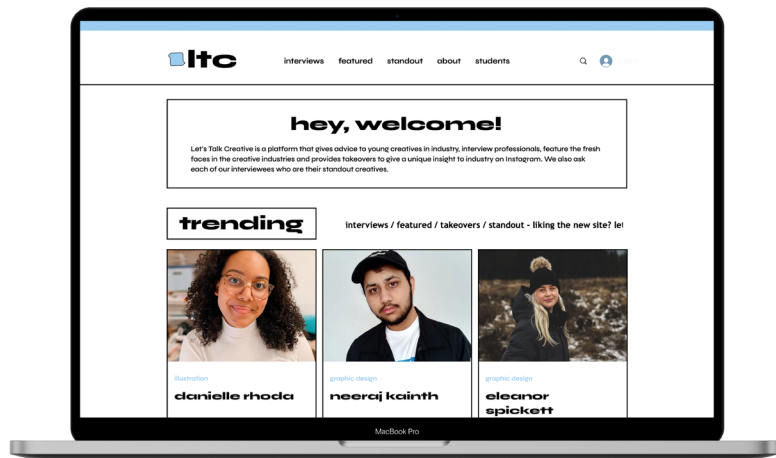 ltc
interviews featured standout about students
hey, welcome!
Let's Talk Creative is a platform that gives advice to young creatives in industry, interview professionals, feature the fresh
faces in the creative industries and provides takeovers to give a unique insight to industry on Instagram. We also ask
each of our interviewees who are their standout creatives.
trending
interviews / featured / takeovers / standout - liking the new site? let
illustration
danielle rhoda
graphic design
neeraj kainth
graphic design
eleanor
spickett
MacBook Pro